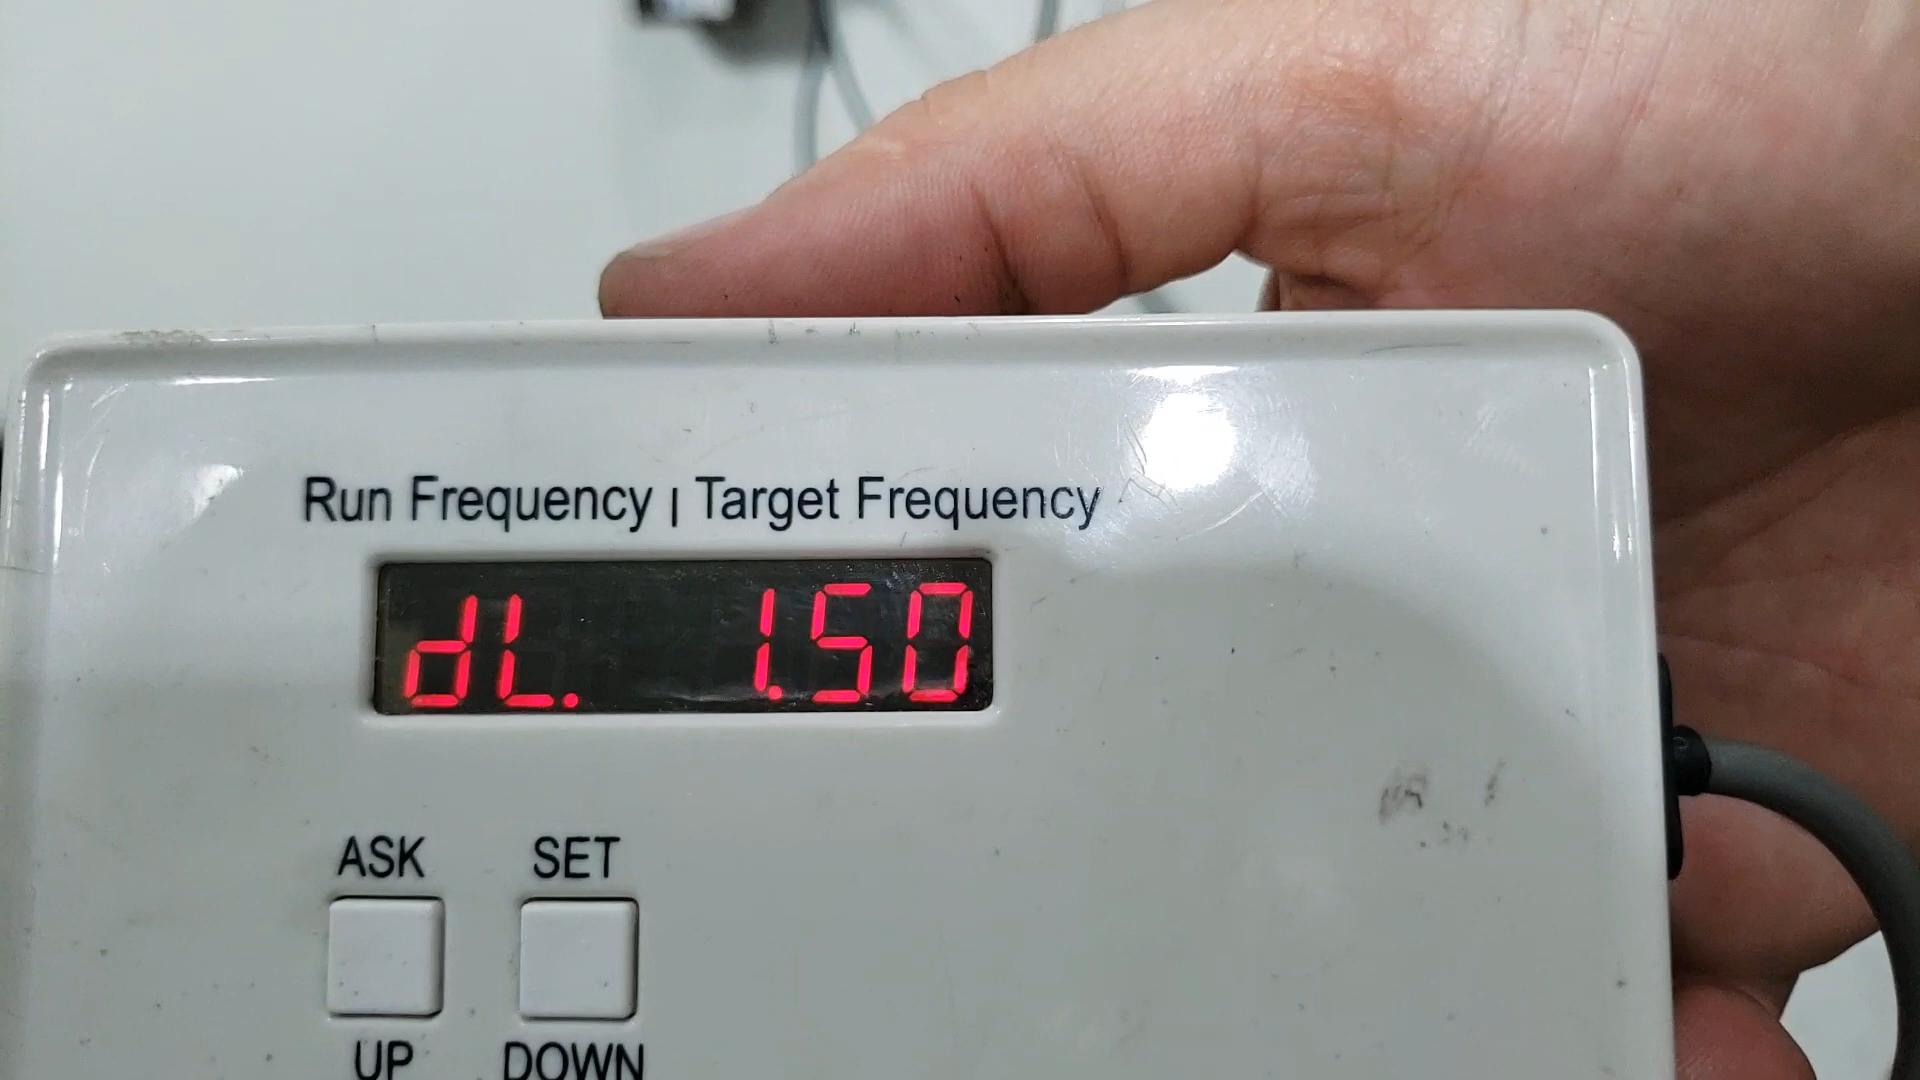 Run Frequency | Target Frequency
dL. 1.50
ASK SET
UP DOWN